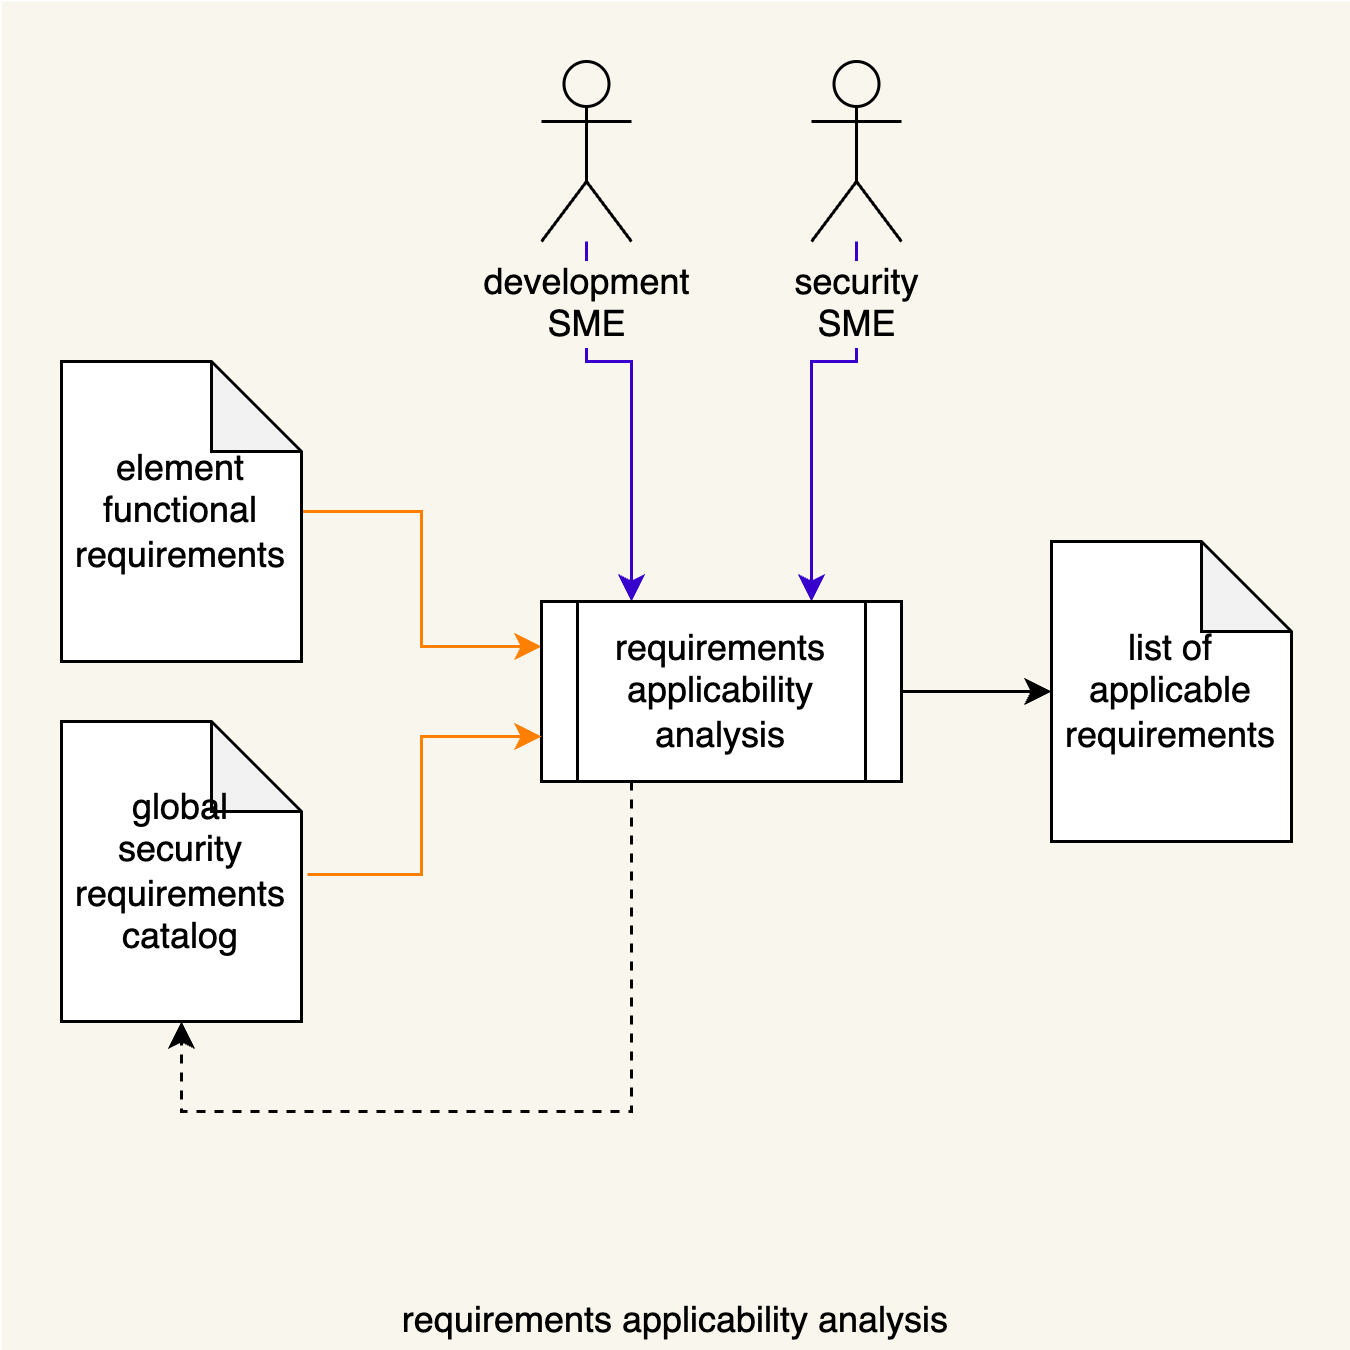 development
SME
security
SME
element
functional
requirements
requirements
applicability
analysis
list of
applicable
requirements
global
security
requirements
catalog
requirements applicability analysis